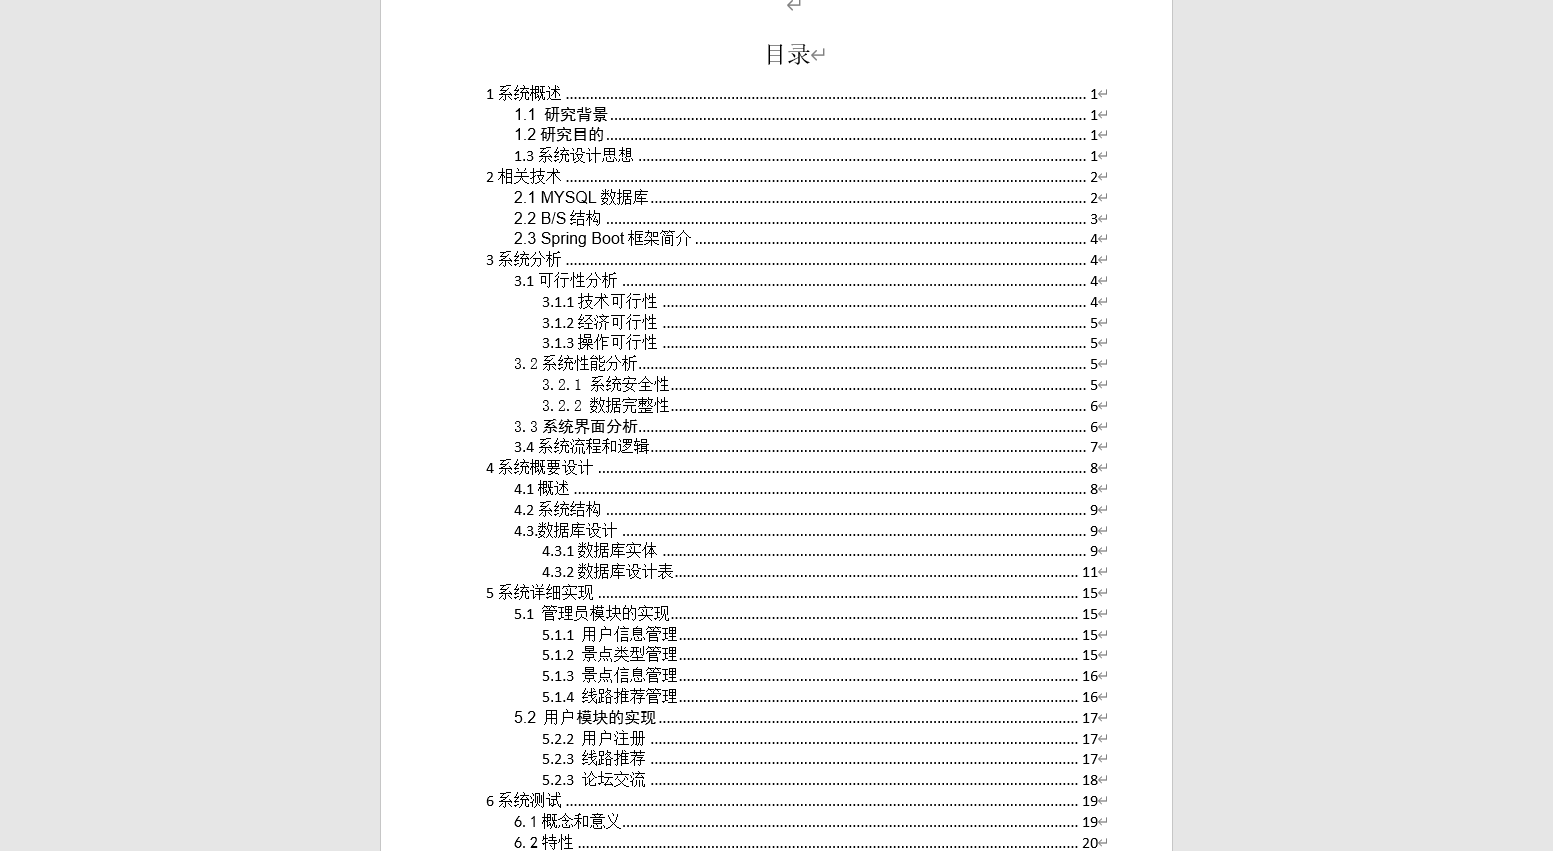 目录
1 系统概述 1
1.1 研究背景 1
1.2 研究目的 1
1.3 系统设计思想 1
2 相关技术 2
2.1 MYSQL 数据库 2
2.2 B/S 结构 3
2.3 Spring Boot 框架简介 4
3 系统分析 4
3.1 可行性分析 4
3.1.1 技术可行性 4
3.1.2 经济可行性 5
3.1.3 操作可行性 5
3.2 系统性能分析 5
3.2.1 系统安全性 5
3.2.2 数据完整性 6
3.3 系统界面分析 6
3.4 系统流程和逻辑 7
4 系统概要设计 8
4.1 概述 8
4.2 系统结构 9
4.3.数据库设计 9
4.3.1 数据库实体 9
4.3.2 数据库设计表 11
5 系统详细实现 15
5.1 管理员模块的实现 15
5.1.1 用户信息管理 15
5.1.2 景点类型管理 15
5.1.3 景点信息管理 16
5.1.4 线路推荐管理 16
5.2 用户模块的实现 17
5.2.2 用户注册 17
5.2.3 线路推荐 17
5.2.3 论坛交流 18
6 系统测试 19
6.1 概念和意义 19
6.2 特性 20